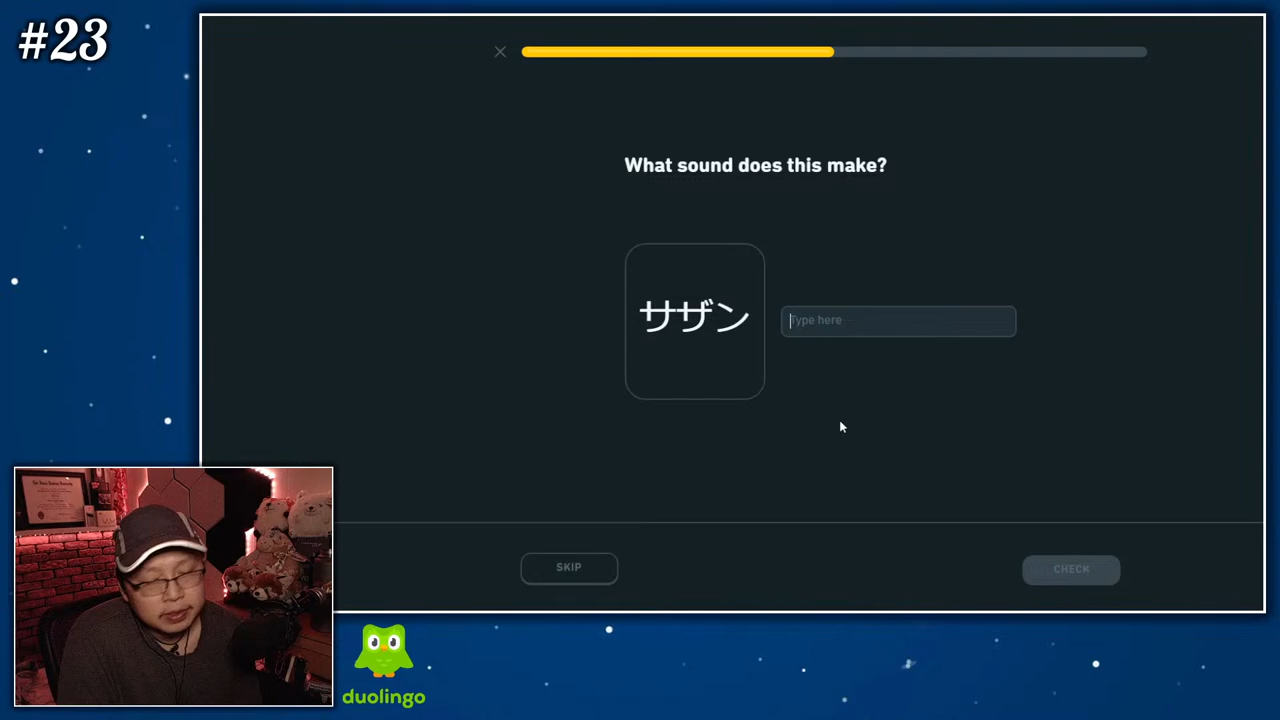 #23
What sound does this make?
サザン
Type here
SKIP
CHECK
duolingo